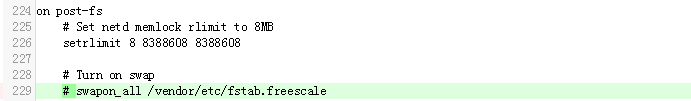 224 on post-fs
225     # Set netd memlock rlimit to 8MB
226     setrlimit 8 8388608 8388608
227
228     # Turn on swap
229     # swapon_all /vendor/etc/fstab.freescale